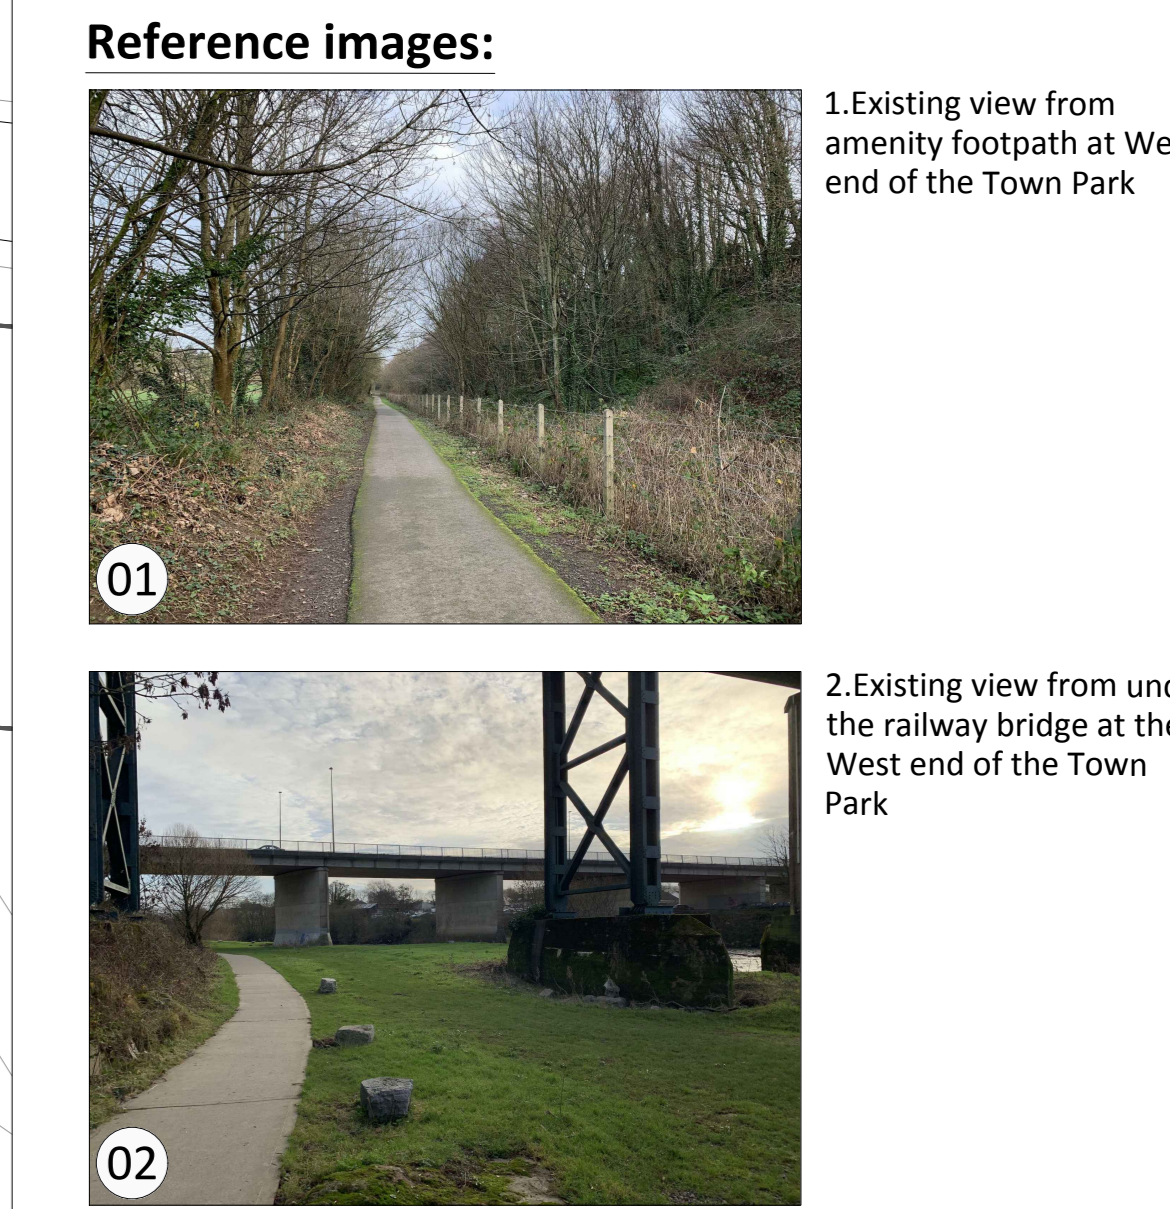 Reference images:
1.Existing view from
amenity footpath at We
end of the Town Park
01
2.Existing view from und
the railway bridge at the
West end of the Town
Park
02